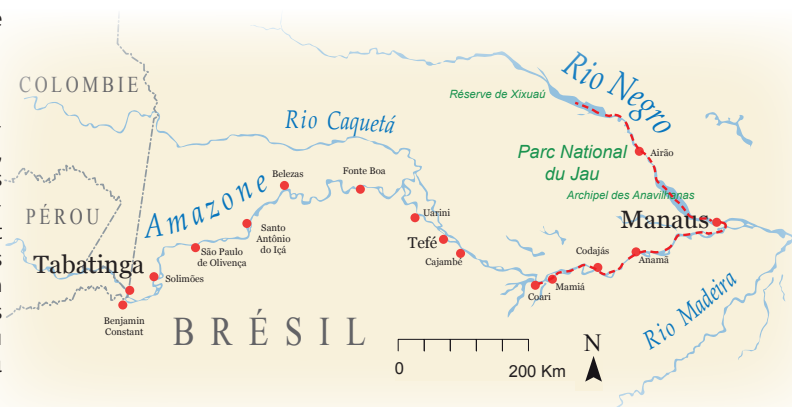 COLOMBIE
PÉROU
BRÉSIL
Amazone
Rio Caquetá
Rio Negro
Rio Madeira
Réserve de Xixuaú
Parc National
du Jau
Archipel des Anavilhanas
Airão
Manaus
Anamã
Codajás
Mamiá
Coari
Cajambé
Tefé
Uarini
Fonte Boa
Belezas
Santo
Antônio
do Içá
São Paulo
de Olivença
Solimões
Tabatinga
Benjamin
Constant
0
200 Km
N